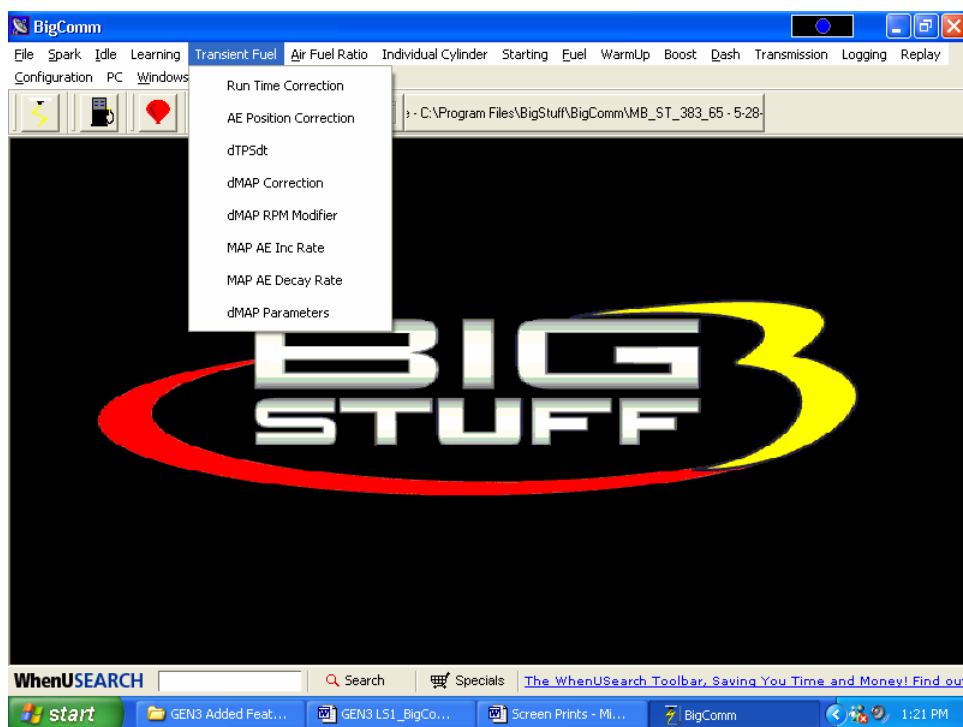 BigComm
File Spark Idle Learning Transient Fuel Air Fuel Ratio Individual Cylinder Starting Fuel WarmUp Boost Dash Transmission Logging Replay
Configuration PC Windows
Run Time Correction
AE Position Correction
dTPSdt
dMAP Correction
dMAP RPM Modifier
MAP AE Inc Rate
MAP AE Decay Rate
dMAP Parameters
- C:\Program Files\BigStuff\BigComm\MB_ST_383_65 - 5-28-
BIG
STUFF
3
WhenUSEARCH Search Specials The WhenUSearch Toolbar, Saving You Time and Money! Find ou
start GEN3 Added Feat... GEN3 LS1_BigCo... Screen Prints - Mi... BigComm 1:21 PM